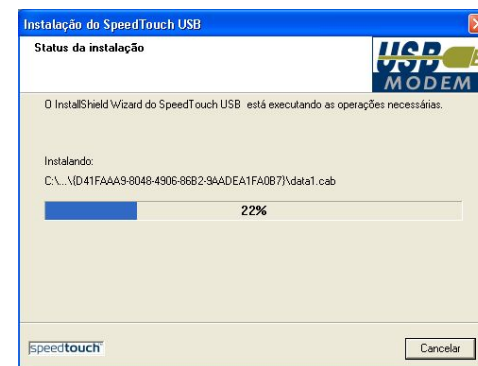 Instalação do SpeedTouch USB
Status da instalação
USB
MODEM
O InstallShield Wizard do SpeedTouch USB está executando as operações necessárias.
Instalando:
C:\...\{D41FAAA9-8048-4906-86B2-9AADEA1FA0B7}\data1.cab
22%
speedtouch™
Cancelar